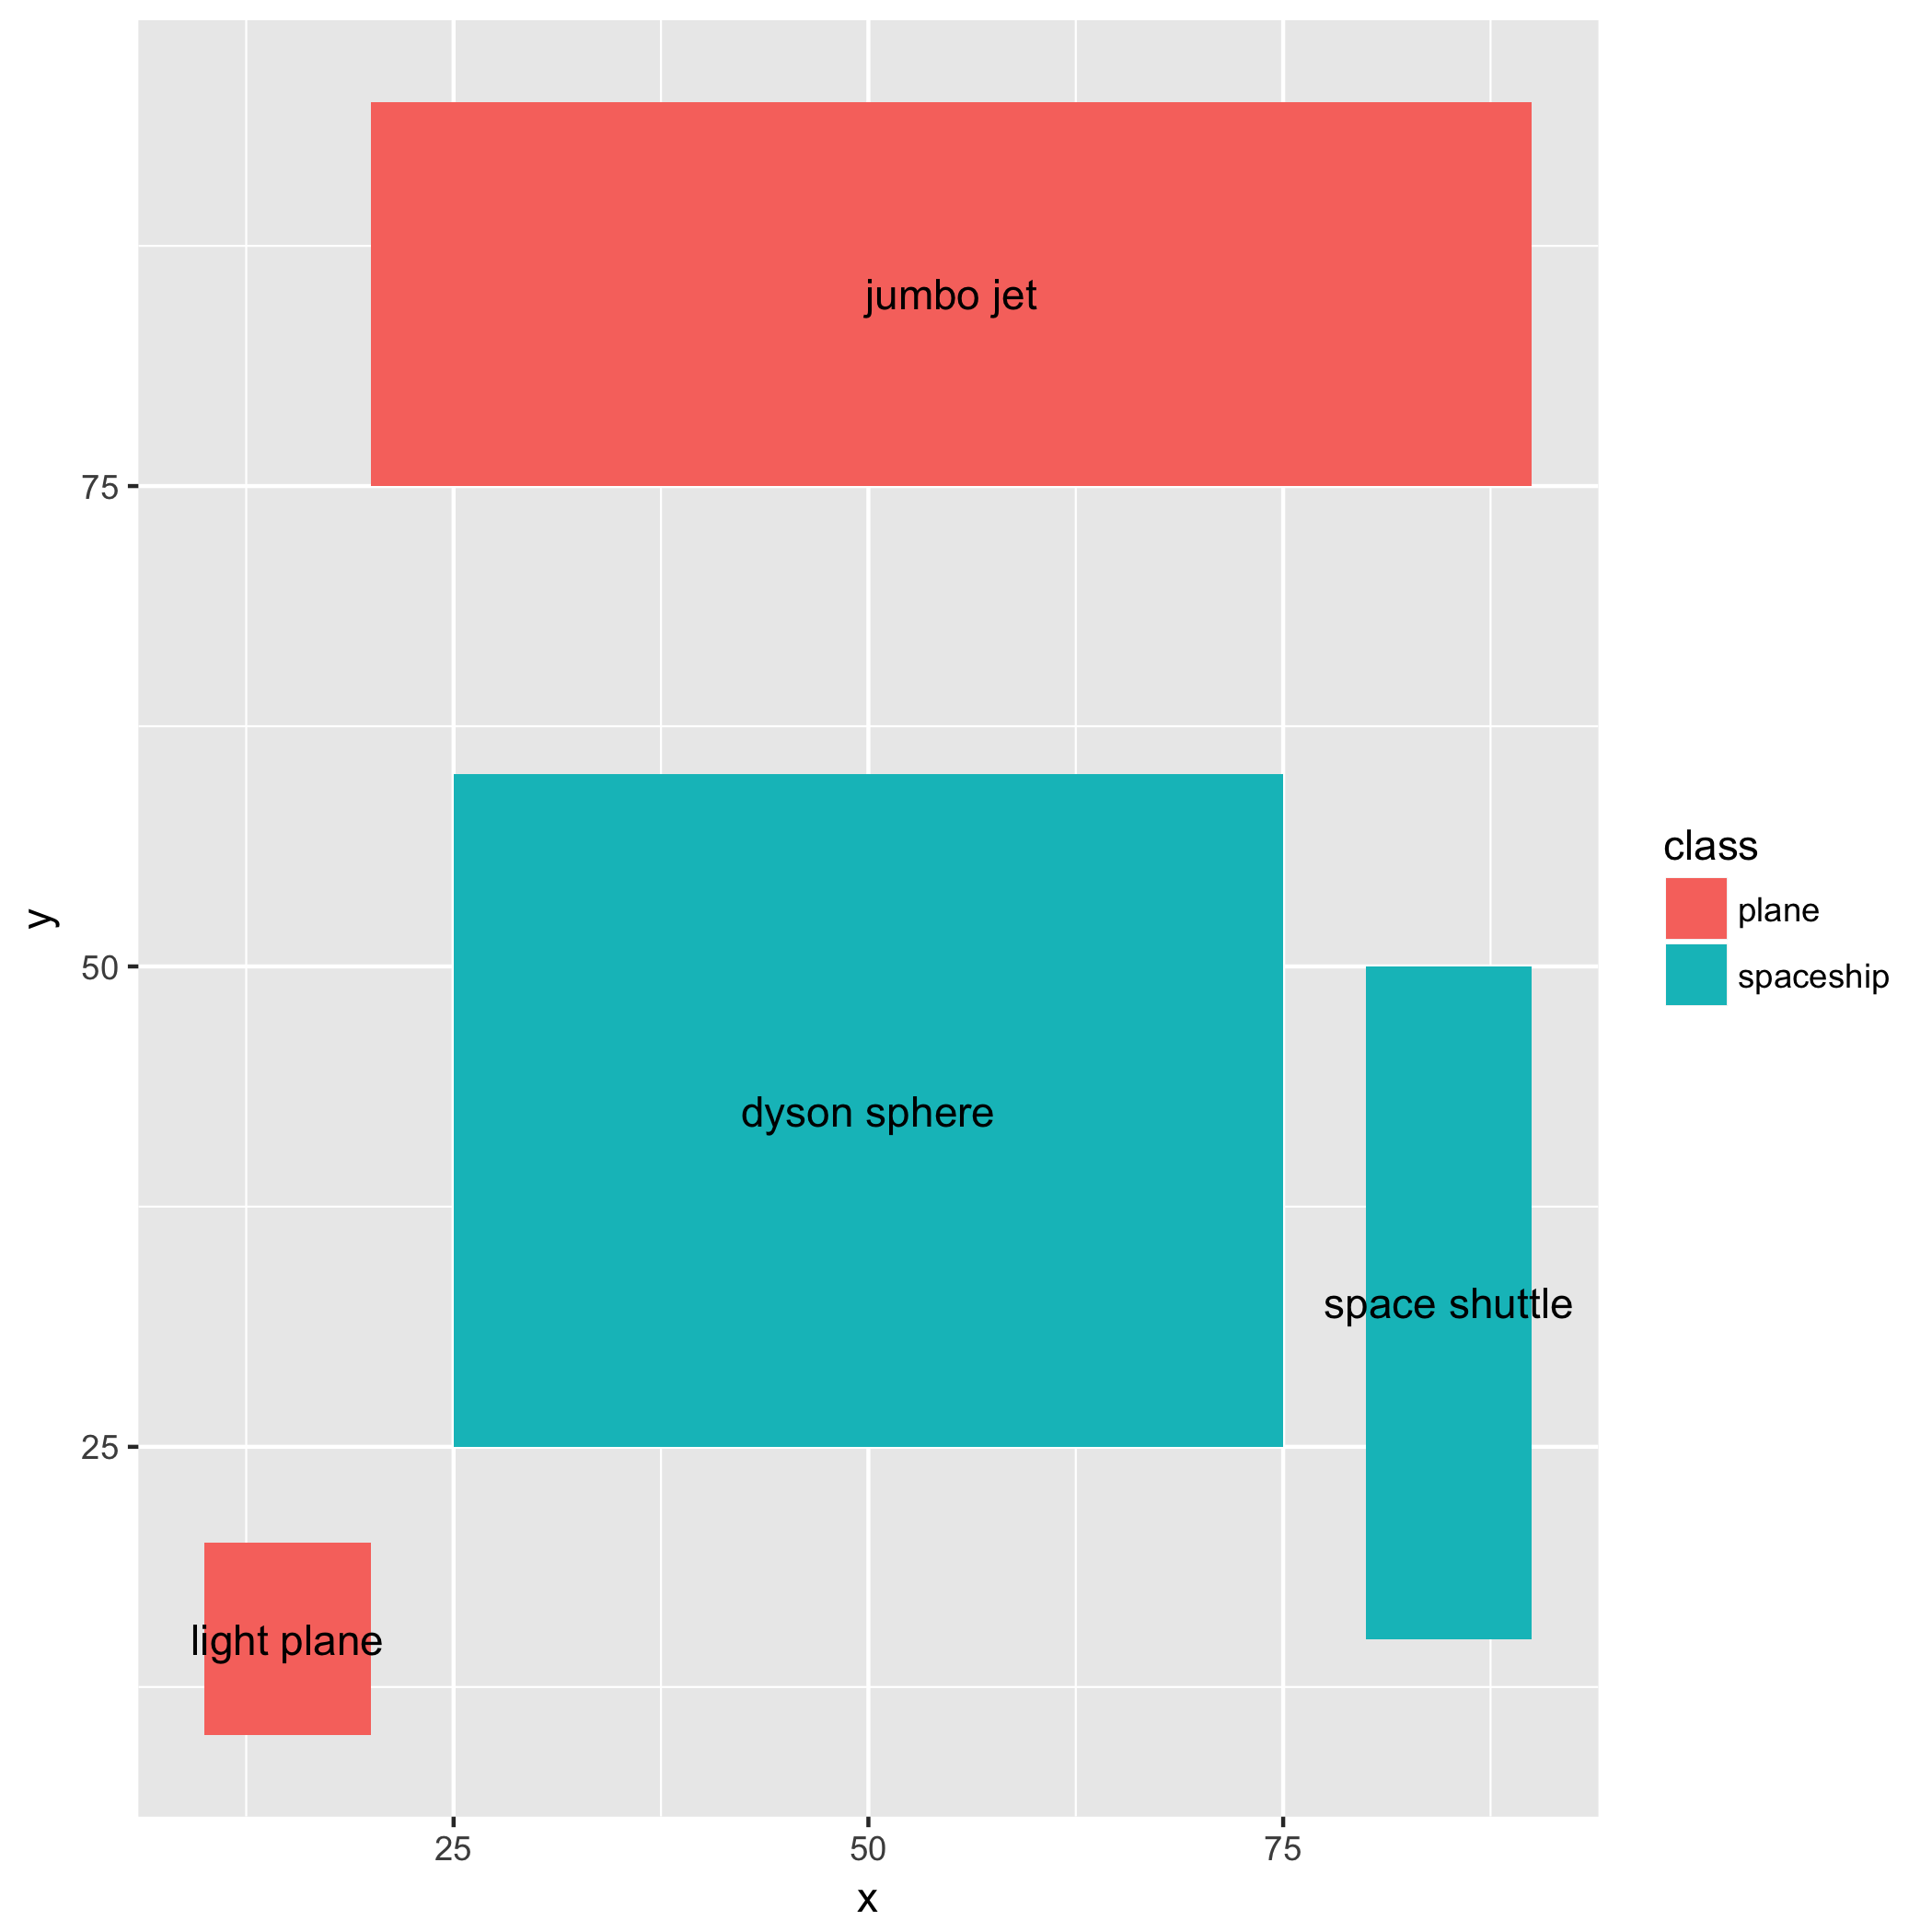 jumbo jet
75
class
plane
y
50
spaceship
dyson sphere
space shuttle
25
light plane
25 50 75
x